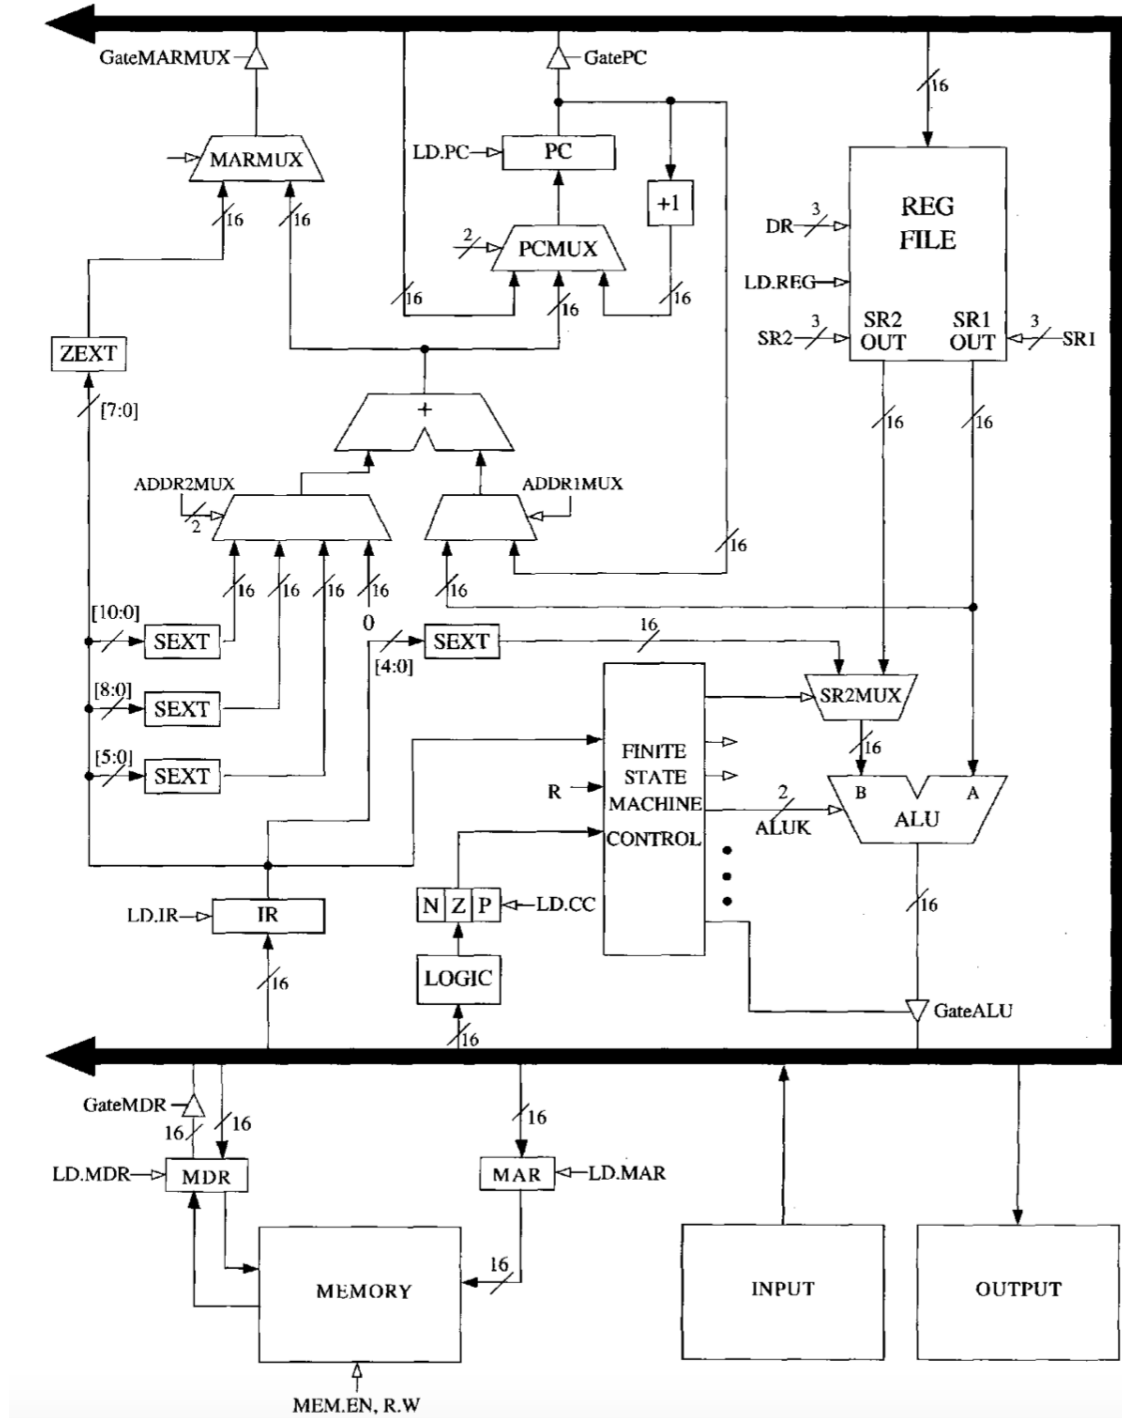 GateMARMUX
GatePC
16
MARMUX
LD.PC
PC
16
16
+1
REG
FILE
DR
3
2
PCMUX
LD.REG
16
16
16
SR2
3
SR2
OUT
SR1
OUT
3
SR1
ZEXT
[7:0]
+
16
16
ADDR2MUX
2
ADDR1MUX
16
16
16
16
16
16
0
[10:0]
SEXT
[4:0]
SEXT
16
[8:0]
SEXT
SR2MUX
[5:0]
SEXT
16
FINITE
STATE
MACHINE
CONTROL
R
2
ALUK
B
A
ALU
LD.IR
IR
N Z P
LD.CC
16
16
LOGIC
16
GateALU
GateMDR
16
16
16
LD.MDR
MDR
MAR
LD.MAR
16
MEMORY
INPUT
OUTPUT
MEM.EN, R.W